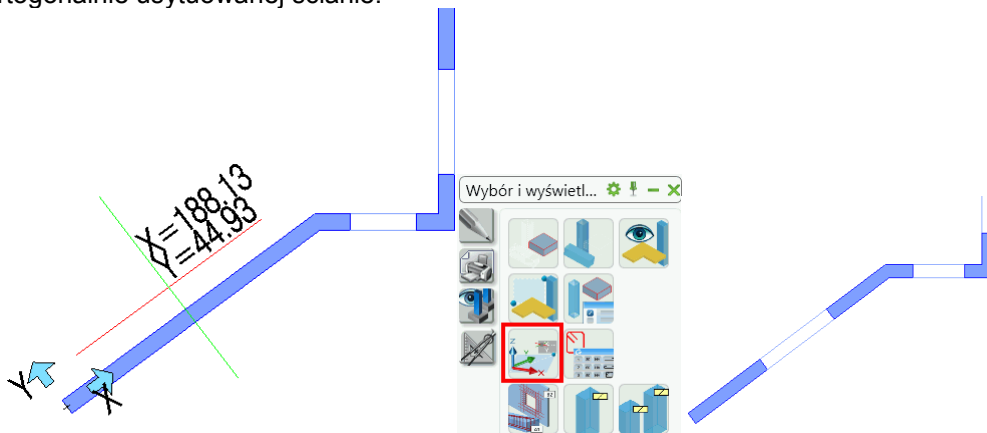 rtogonalnie usytuowanej ścianie.
X=188.13
Y=44.93
Y
X
Wybór i wyświetl...
Z
Y
X